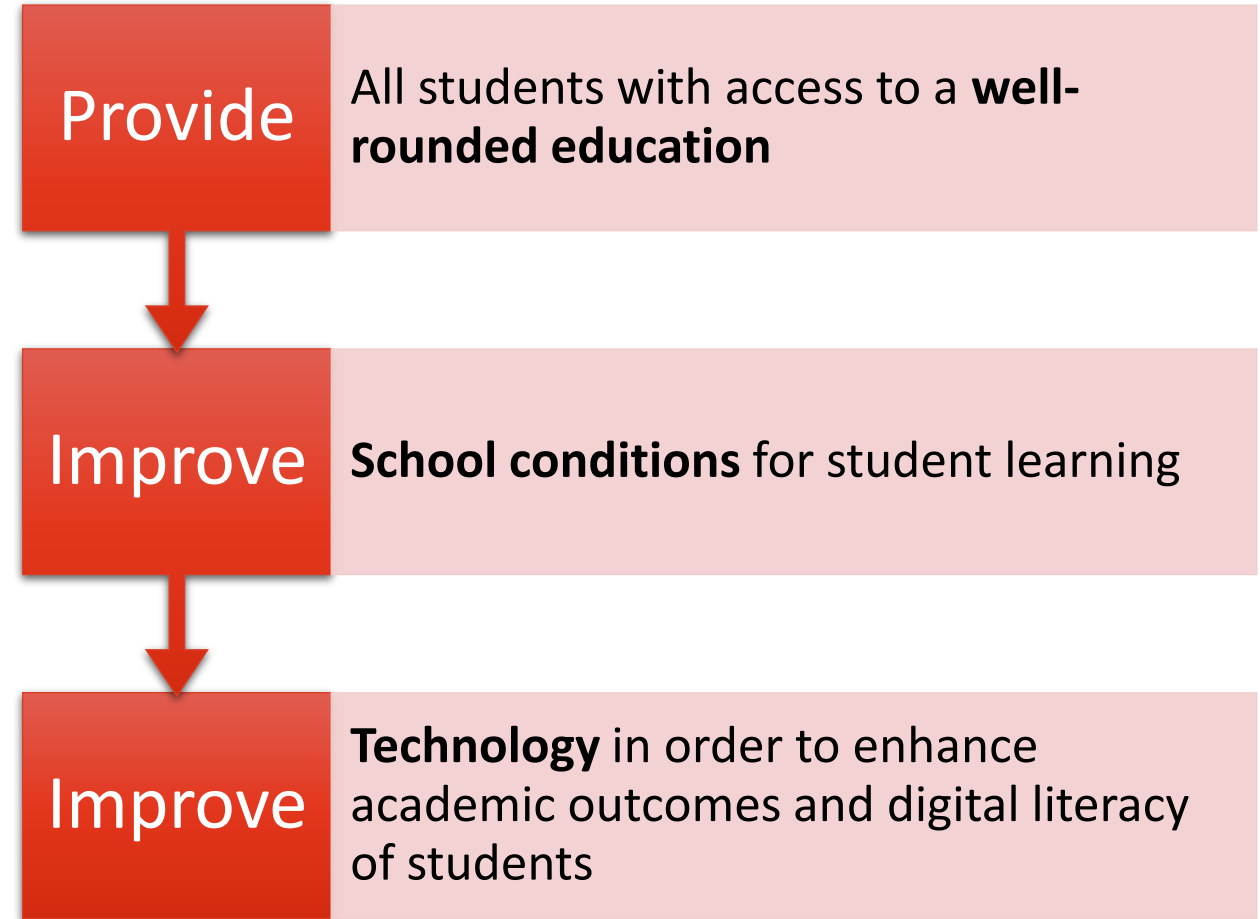 Provide
All students with access to a well-
rounded education
Improve
School conditions for student learning
Improve
Technology in order to enhance
academic outcomes and digital literacy
of students